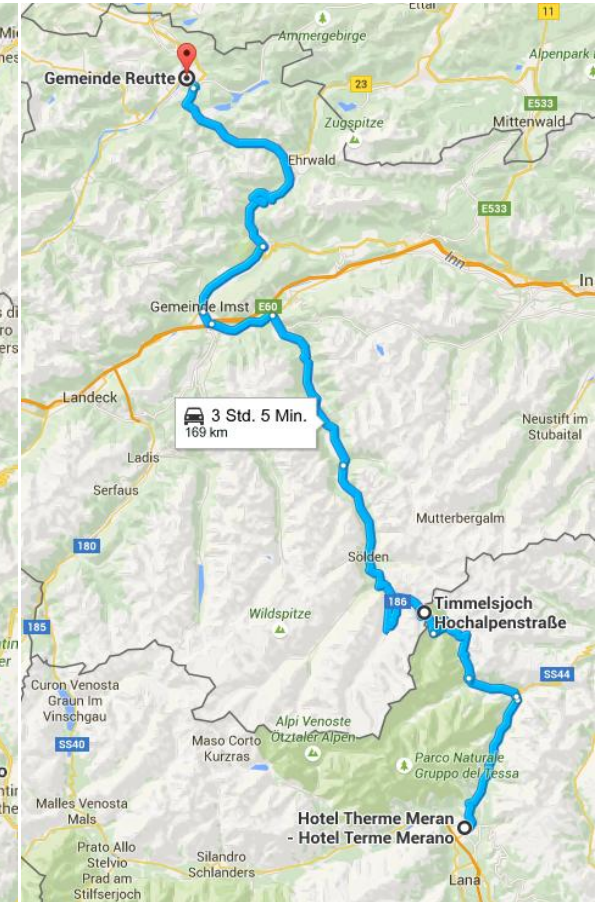 Ettal
11
Ammergebirge
Alpenpark
Gemeinde Reutte
23
E533
Zugspitze
Mittenwald
Ehrwald
E533
Inn
In
Gemeinde Imst
E60
Landeck
3 Std. 5 Min.
169 km
Neustift im
Stubaital
Ladis
Serfaus
Mutterbergalm
180
Sölden
186
Timmelsjoch
Hochalpenstraße
Wildspitze
185
SS44
Curon Venosta
Graun Im
Vinschgau
Alpi Venoste
Ötztaler Alpen
SS40
Maso Corto
Kurzras
Parco Naturale
Gruppo del Tessa
Malles Venosta
Mals
Hotel Therme Meran
- Hotel Terme Merano
Prato Allo
Stelvio
Prad am
Stilfserjoch
Silandro
Schlanders
Lana